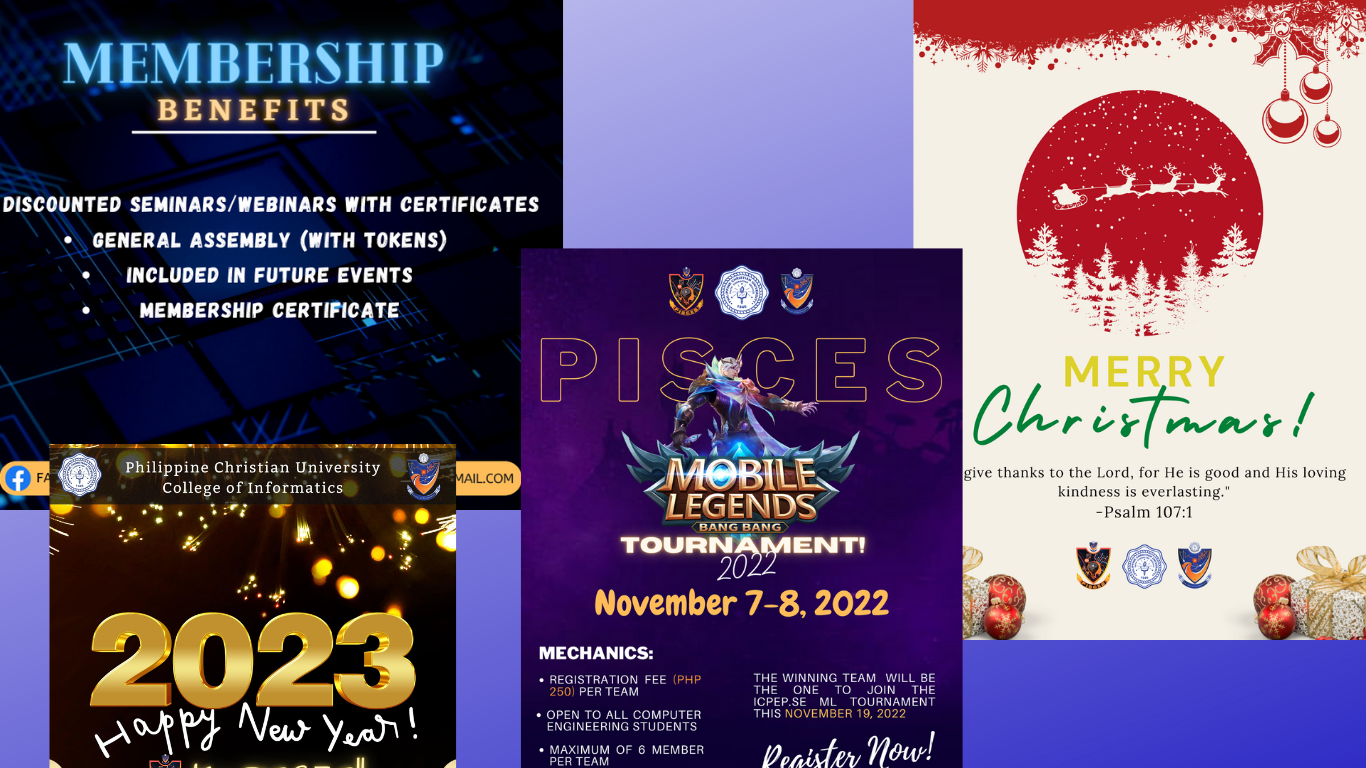 MEMBERSHIP
BENEFITS
DISCOUNTED SEMINARS/WEBINARS WITH CERTIFICATES
• GENERAL ASSEMBLY (WITH TOKENS)
• INCLUDED IN FUTURE EVENTS
• MEMBERSHIP CERTIFICATE
FA
MAIL.COM
Philippine Christian University
College of Informatics
2023
Happy New Year!
PISCES
MOBILE
LEGENDS
BANG BANG
TOURNAMENT!
2022
November 7-8, 2022
MECHANICS:
• REGISTRATION FEE (PHP
250) PER TEAM
• OPEN TO ALL COMPUTER
ENGINEERING STUDENTS
• MAXIMUM OF 6 MEMBER
PER TEAM
THE WINNING TEAM WILL BE
THE ONE TO JOIN THE
ICPEP.SE ML TOURNAMENT
THIS NOVEMBER 19, 2022
Register Now!
MERRY
Christmas!
give thanks to the Lord, for He is good and His loving
kindness is everlasting."
-Psalm 107:1